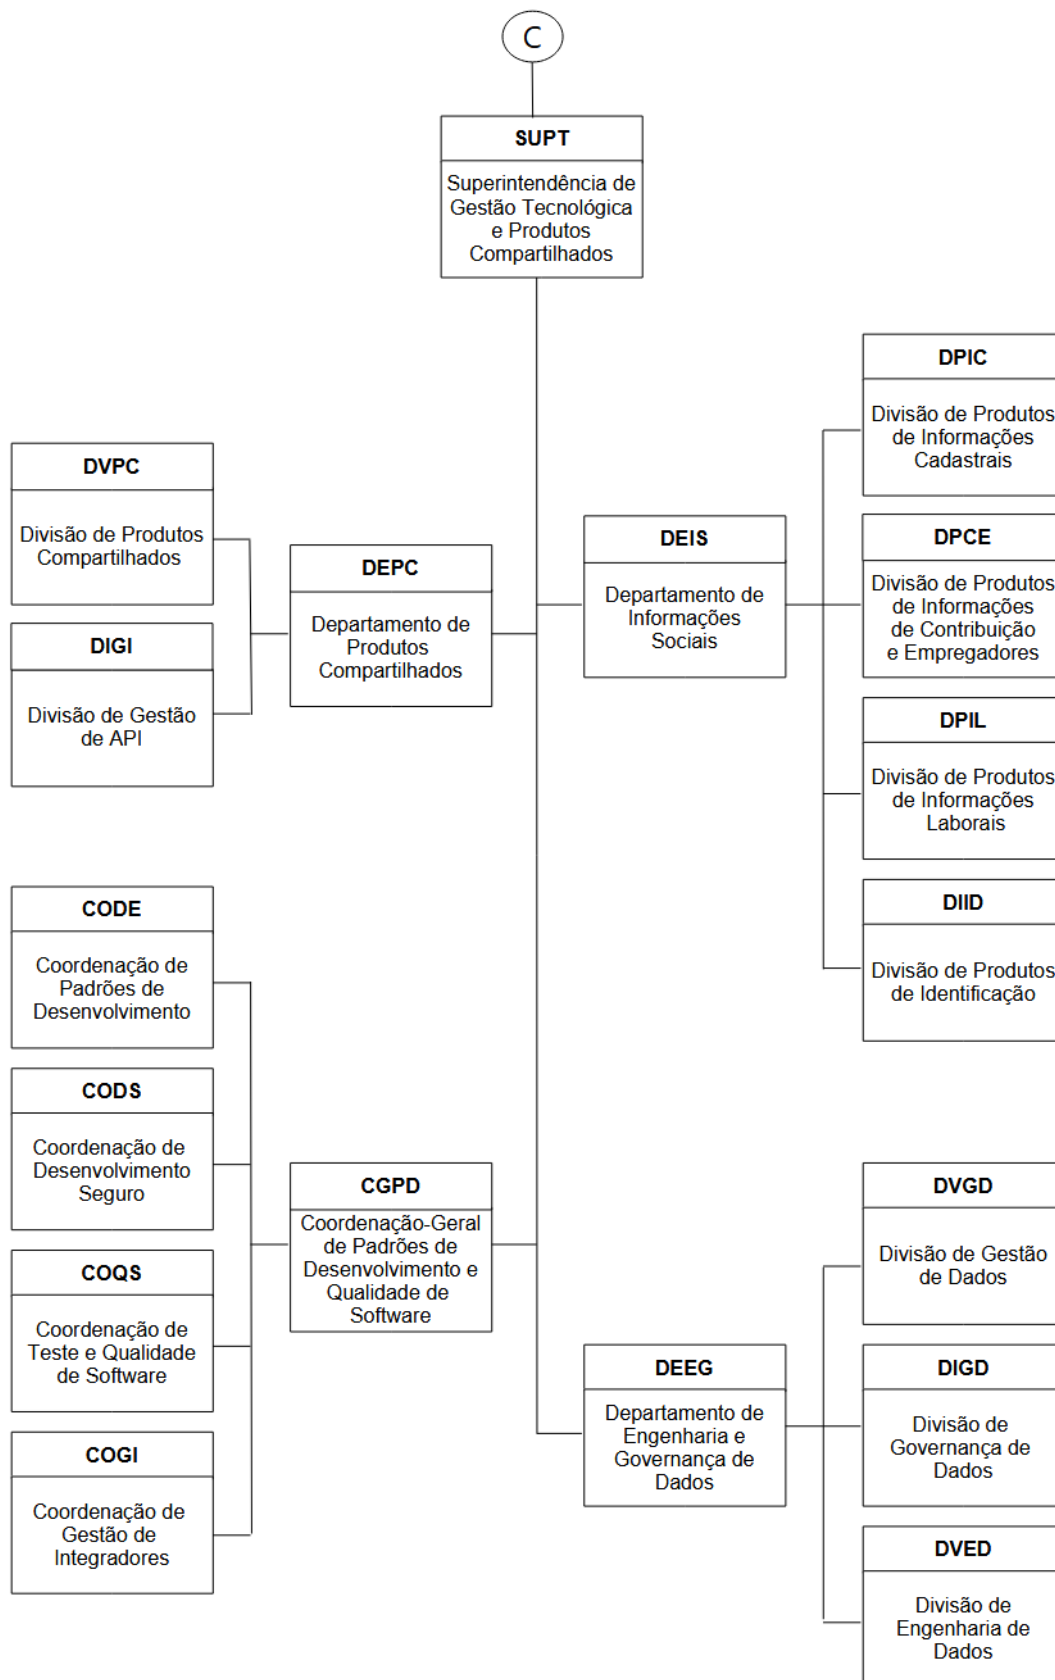 C
SUPT
Superintendência de
Gestão Tecnológica
e Produtos
Compartilhados
DVPC
Divisão de Produtos
Compartilhados
DIGI
Divisão de Gestão
de API
DEPC
Departamento de
Produtos
Compartilhados
DEIS
Departamento de
Informações
Sociais
DPIC
Divisão de Produtos
de Informações
Cadastrais
DPCE
Divisão de Produtos
de Informações
de Contribuição
e Empregadores
DPIL
Divisão de Produtos
de Informações
Laborais
DIID
Divisão de Produtos
de Identificação
CODE
Coordenação de
Padrões de
Desenvolvimento
CODS
Coordenação de
Desenvolvimento
Seguro
COQS
Coordenação de
Teste e Qualidade
de Software
COGI
Coordenação de
Gestão de
Integradores
CGPD
Coordenação-Geral
de Padrões de
Desenvolvimento e
Qualidade de
Software
DEEG
Departamento de
Engenharia e
Governança de
Dados
DVGD
Divisão de Gestão
de Dados
DIGD
Divisão de
Governança de
Dados
DVED
Divisão de
Engenharia de
Dados